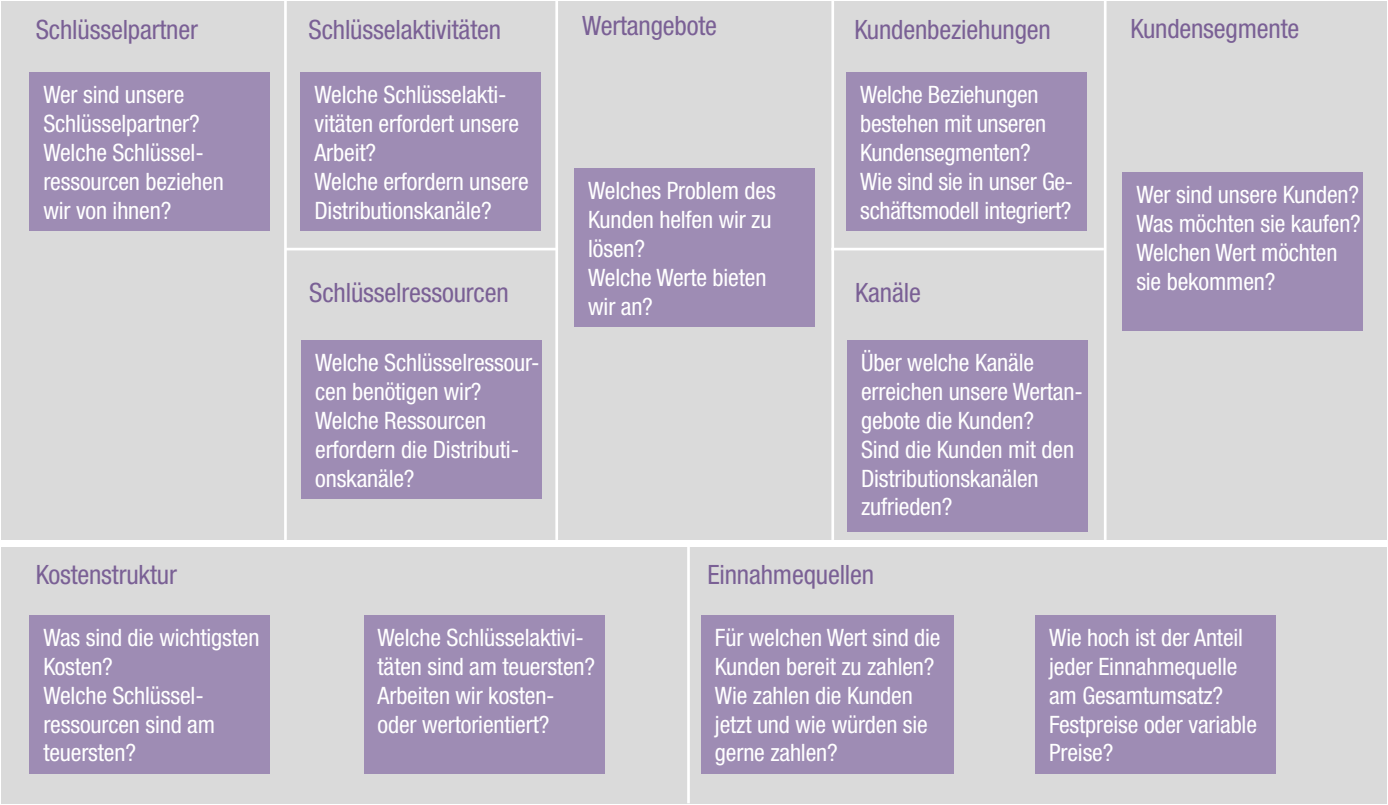 Schlüsselpartner
Wer sind unsere
Schlüsselpartner?
Welche Schlüssel-
ressourcen beziehen
wir von ihnen?
Schlüsselaktivitäten
Welche Schlüsselakti-
vitäten erfordert unsere
Arbeit?
Welche erfordern unsere
Distributionskanäle?
Schlüsselressourcen
Welche Schlüsselressour-
cen benötigen wir?
Welche Ressourcen
erfordern die Distributi-
onskanäle?
Wertangebote
Welches Problem des
Kunden helfen wir zu
lösen?
Welche Werte bieten
wir an?
Kundenbeziehungen
Welche Beziehungen
bestehen mit unseren
Kundensegmenten?
Wie sind sie in unser Ge-
schäftsmodell integriert?
Kanäle
Über welche Kanäle
erreichen unsere Wertan-
gebote die Kunden?
Sind die Kunden mit den
Distributionskanälen
zufrieden?
Kundensegmente
Wer sind unsere Kunden?
Was möchten sie kaufen?
Welchen Wert möchten
sie bekommen?
Kostenstruktur
Was sind die wichtigsten
Kosten?
Welche Schlüssel-
ressourcen sind am
teuersten?
Welche Schlüsselaktivi-
täten sind am teuersten?
Arbeiten wir kosten-
oder wertorientiert?
Einnahmequellen
Für welchen Wert sind die
Kunden bereit zu zahlen?
Wie zahlen die Kunden
jetzt und wie würden sie
gerne zahlen?
Wie hoch ist der Anteil
jeder Einnahmequelle
am Gesamtumsatz?
Festpreise oder variable
Preise?